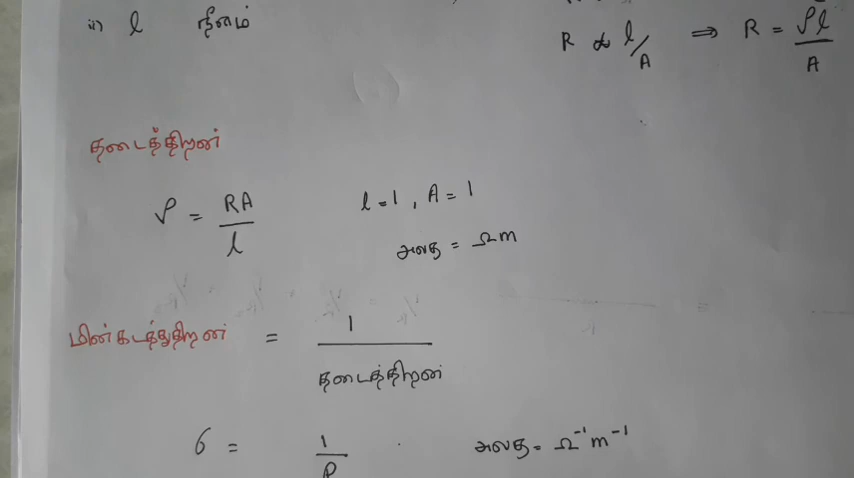 ii) l நீளம்
R ∝ l/A ⇒ R = ρl/A
தடைத்திறன்
ρ = RA/l l = 1, A = 1
அலகு = Ωm
மின்கடத்துதிறன் = 1/தடைத்திறன்
σ = 1/ρ அலகு = Ω⁻¹m⁻¹